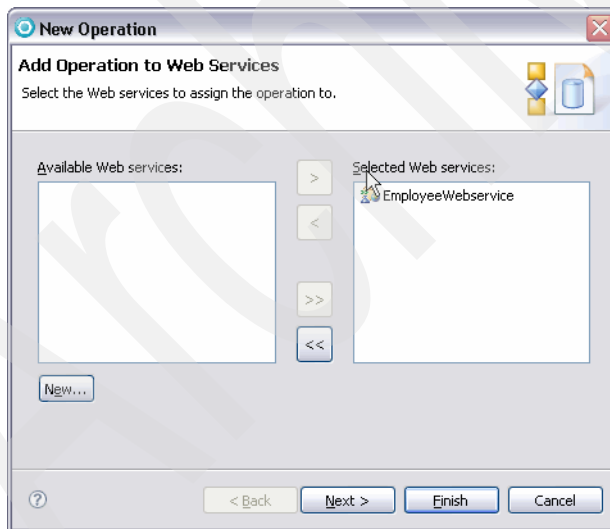 New Operation
Add Operation to Web Services
Select the Web services to assign the operation to.
Available Web services:
>
Selected Web services:
EmployeeWebservice
<
>>
<<
New...
?
< Back
Next >
Finish
Cancel